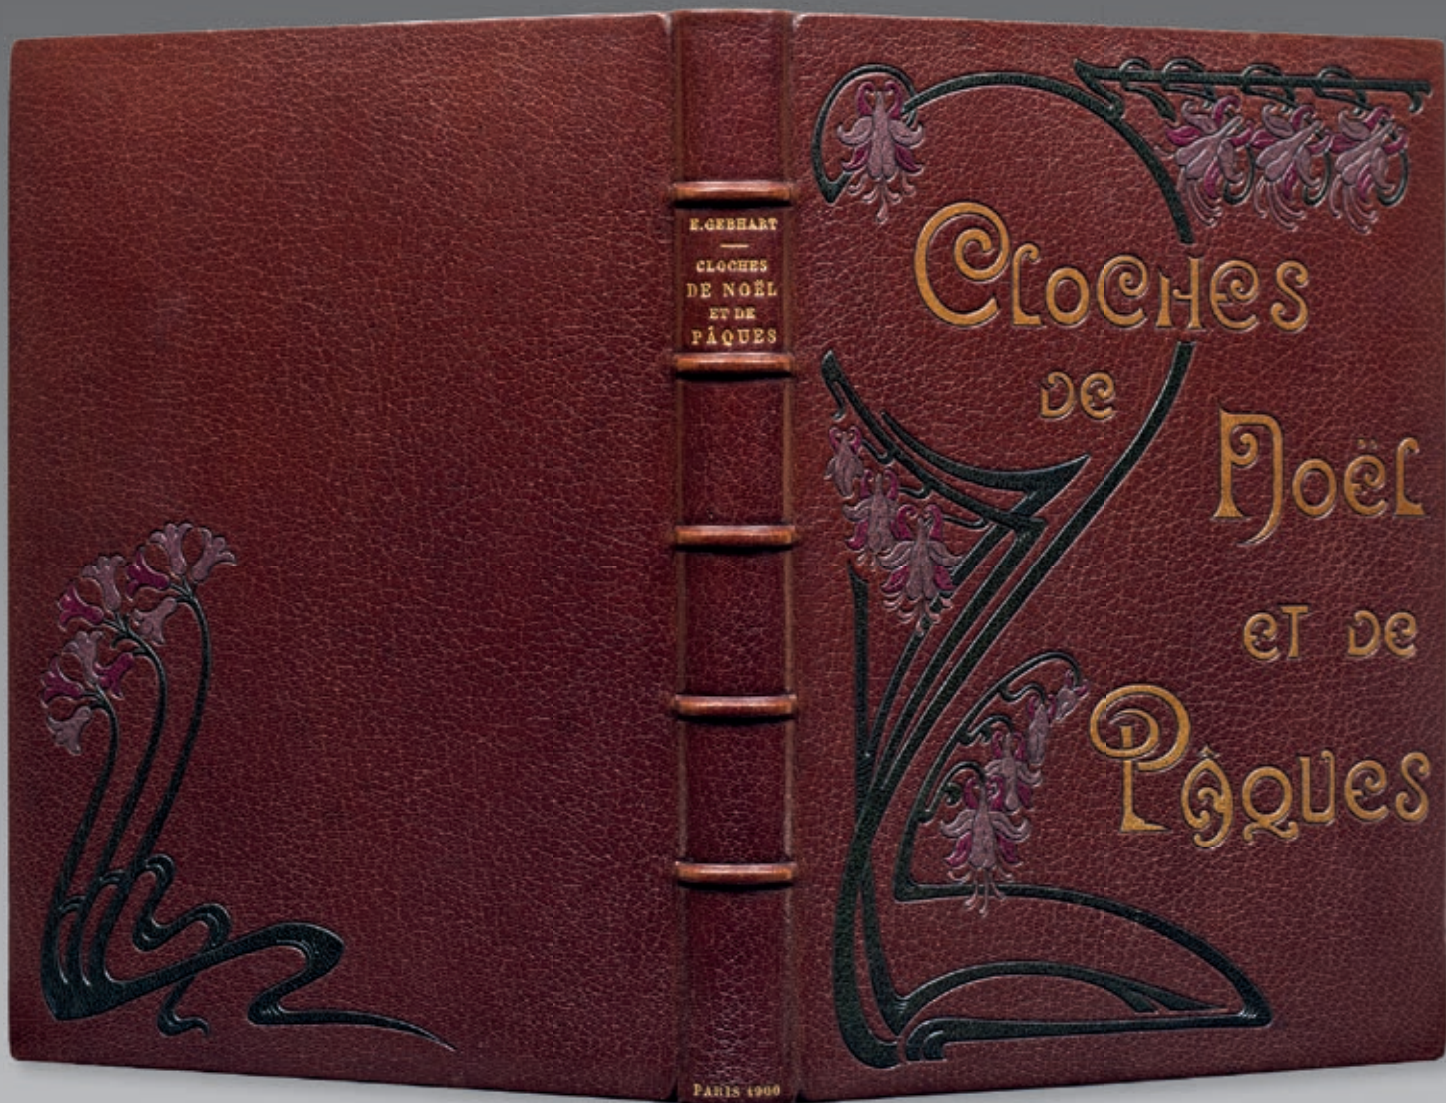 E.GEBHART
CLOCHES
DE NOËL
ET DE
PÂQUES
PARIS 1900
CLOCHES
DE
NOËL
ET DE
PÂQUES